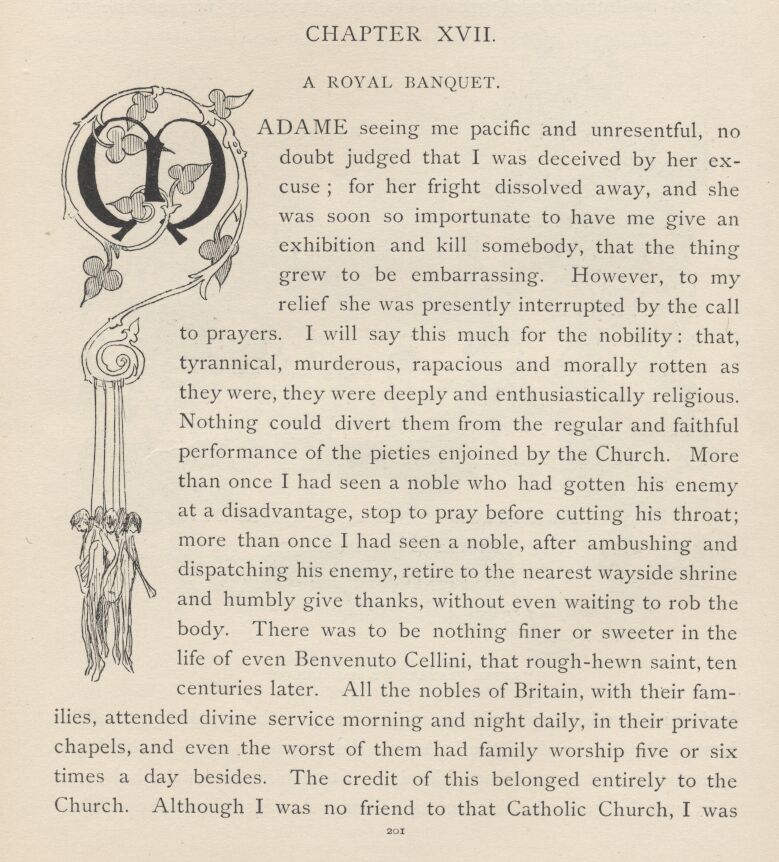 CHAPTER XVII.
A ROYAL BANQUET.
MADAME seeing me pacific and unresentful, no
doubt judged that I was deceived by her ex-
cuse; for her fright dissolved away, and she
was soon so importunate to have me give an
exhibition and kill somebody, that the thing
grew to be embarrassing. However, to my
relief she was presently interrupted by the call
to prayers. I will say this much for the nobility: that,
tyrannical, murderous, rapacious and morally rotten as
they were, they were deeply and enthusiastically religious.
Nothing could divert them from the regular and faithful
performance of the pieties enjoined by the Church. More
than once I had seen a noble who had gotten his enemy
at a disadvantage, stop to pray before cutting his throat;
more than once I had seen a noble, after ambushing and
dispatching his enemy, retire to the nearest wayside shrine
and humbly give thanks, without even waiting to rob the
body. There was to be nothing finer or sweeter in the
life of even Benvenuto Cellini, that rough-hewn saint, ten
centuries later. All the nobles of Britain, with their fam-
ilies, attended divine service morning and night daily, in their private
chapels, and even the worst of them had family worship five or six
times a day besides. The credit of this belonged entirely to the
Church. Although I was no friend to that Catholic Church, I was
201